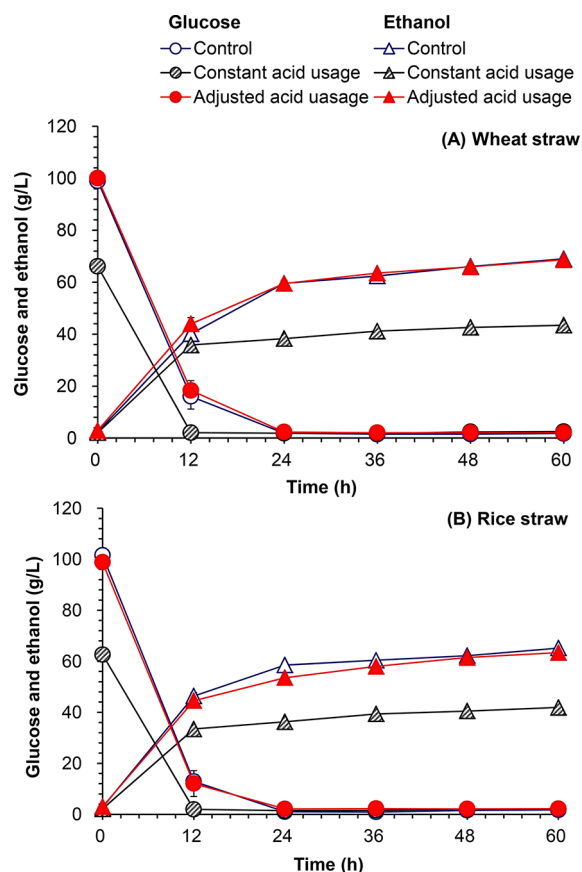 Glucose Ethanol
Control Control
Constant acid usage Constant acid usage
Adjusted acid uasage Adjusted acid usage
(A) Wheat straw
Glucose and ethanol (g/L)
120
100
80
60
40
20
0
0 12 24 36 48 60
Time (h)
(B) Rice straw
Glucose and ethanol (g/L)
120
100
80
60
40
20
0
0 12 24 36 48 60
Time (h)